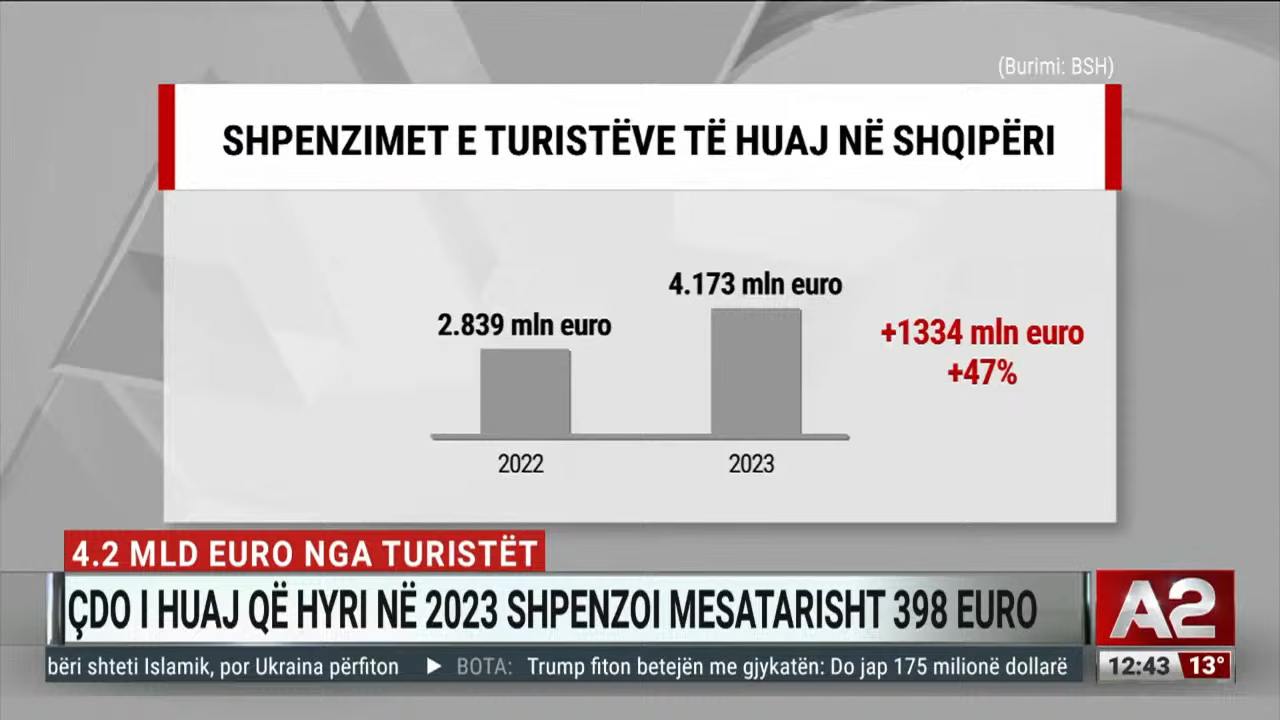 (Burimi: BSH)
SHPENZIMET E TURISTËVE TË HUAJ NË SHQIPËRI
4.173 mln euro
2.839 mln euro
+1334 mln euro
+47%
2022
2023
4.2 MLD EURO NGA TURISTËT
ÇDO I HUAJ QË HYRI NË 2023 SHPENZOI MESATARISHT 398 EURO
A2
bëri shteti Islamik, por Ukraina përfiton ▶ BOTA: Trump fiton betejën me gjykatën: Do jap 175 milionë dollarë
12:43 13°